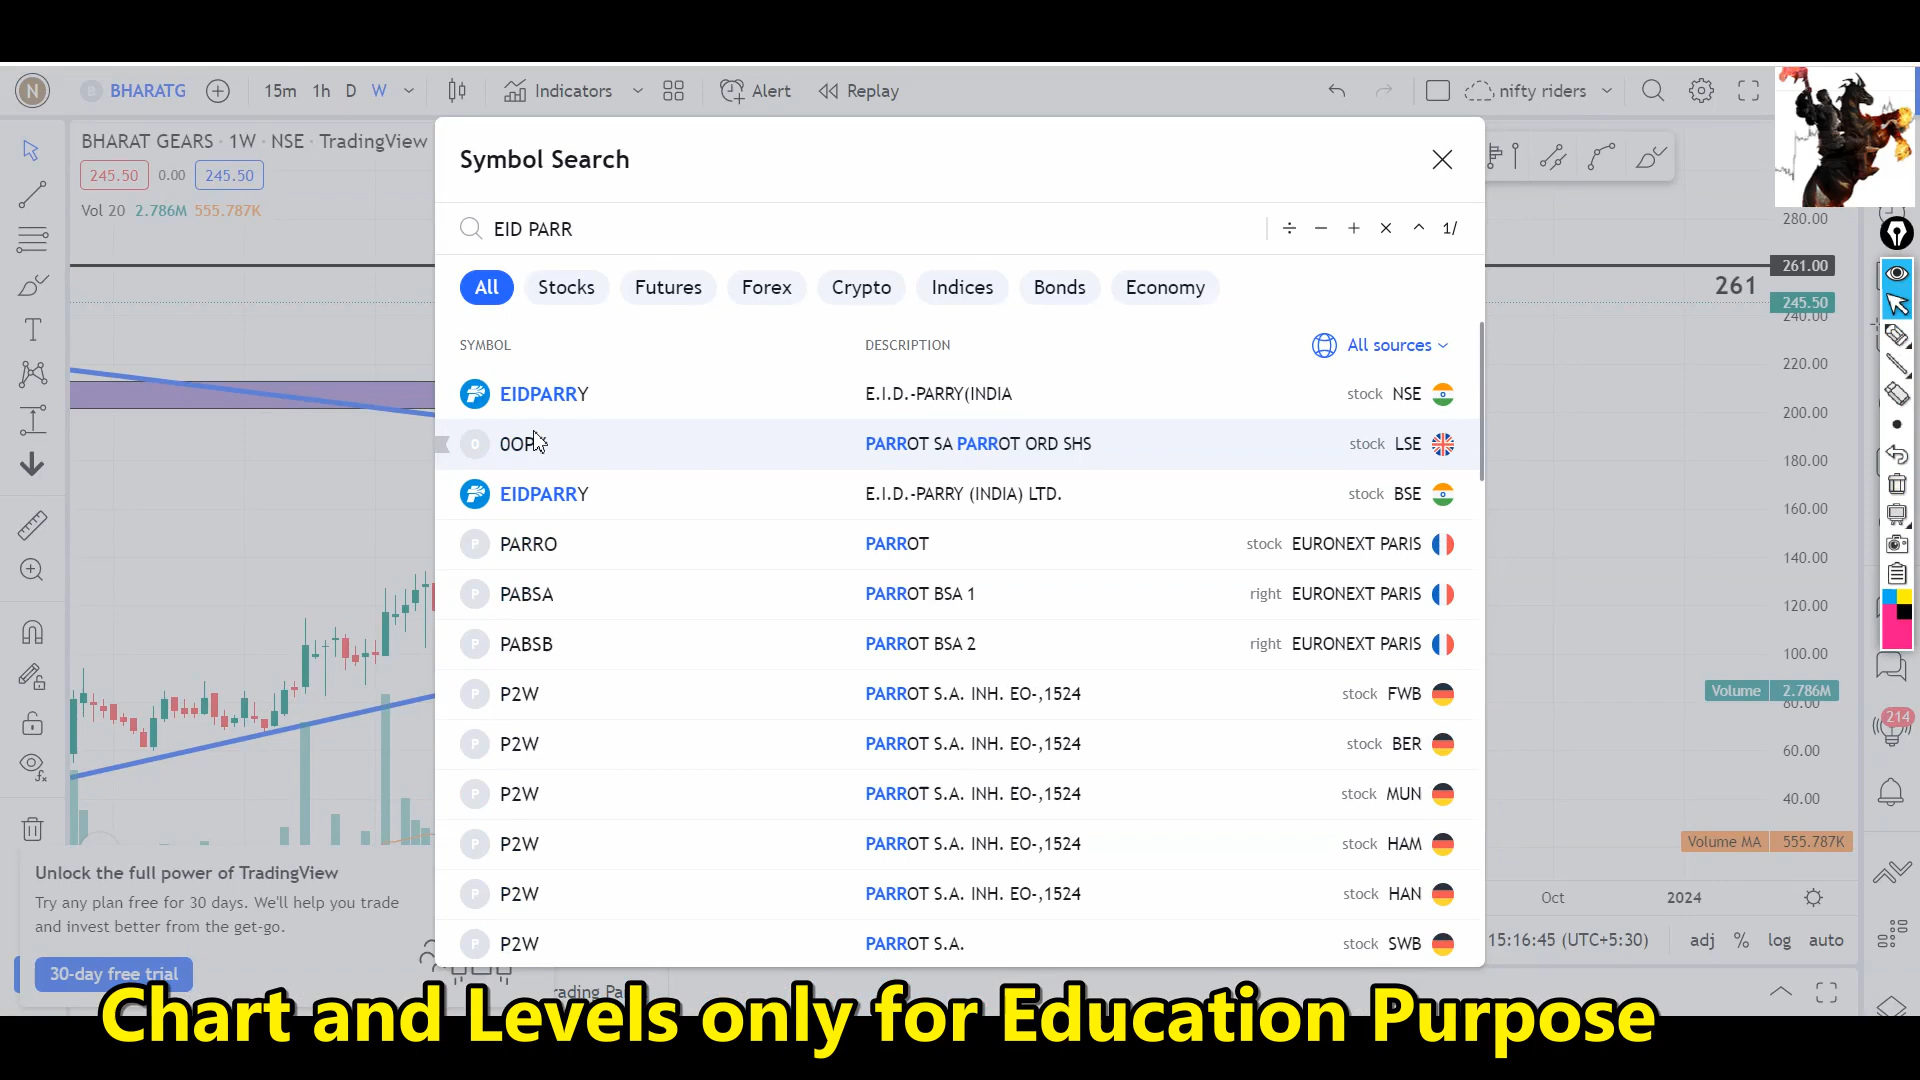 N BHARATG 15m 1h D W Indicators Alert Replay nifty riders
BHARAT GEARS · 1W · NSE · TradingView
245.50 0.00 245.50
Vol 20 2.786M 555.787K
Symbol Search
EID PARR ÷ − + × ^ 1/
All Stocks Futures Forex Crypto Indices Bonds Economy
SYMBOL DESCRIPTION All sources
EIDPARRY E.I.D.-PARRY(INDIA stock NSE
PARROT SA PARROT ORD SHS stock LSE
EIDPARRY E.I.D.-PARRY (INDIA) LTD. stock BSE
P PARRO PARROT stock EURONEXT PARIS
P PABSA PARROT BSA 1 right EURONEXT PARIS
P PABSB PARROT BSA 2 right EURONEXT PARIS
P P2W PARROT S.A. INH. EO-,1524 stock FWB
P P2W PARROT S.A. INH. EO-,1524 stock BER
P P2W PARROT S.A. INH. EO-,1524 stock MUN
P P2W PARROT S.A. INH. EO-,1524 stock HAM
P P2W PARROT S.A. INH. EO-,1524 stock HAN
P P2W PARROT S.A. stock SWB
280.00
261.00
261
245.50
240.00
220.00
200.00
180.00
160.00
140.00
120.00
100.00
Volume 2.786M
80.00
60.00
40.00
Volume MA 555.787K
214
Oct 2024
15:16:45 (UTC+5:30) adj % log auto
Unlock the full power of TradingView
Try any plan free for 30 days. We'll help you trade
and invest better from the get-go.
30-day free trial
Chart and Levels only for Education Purpose